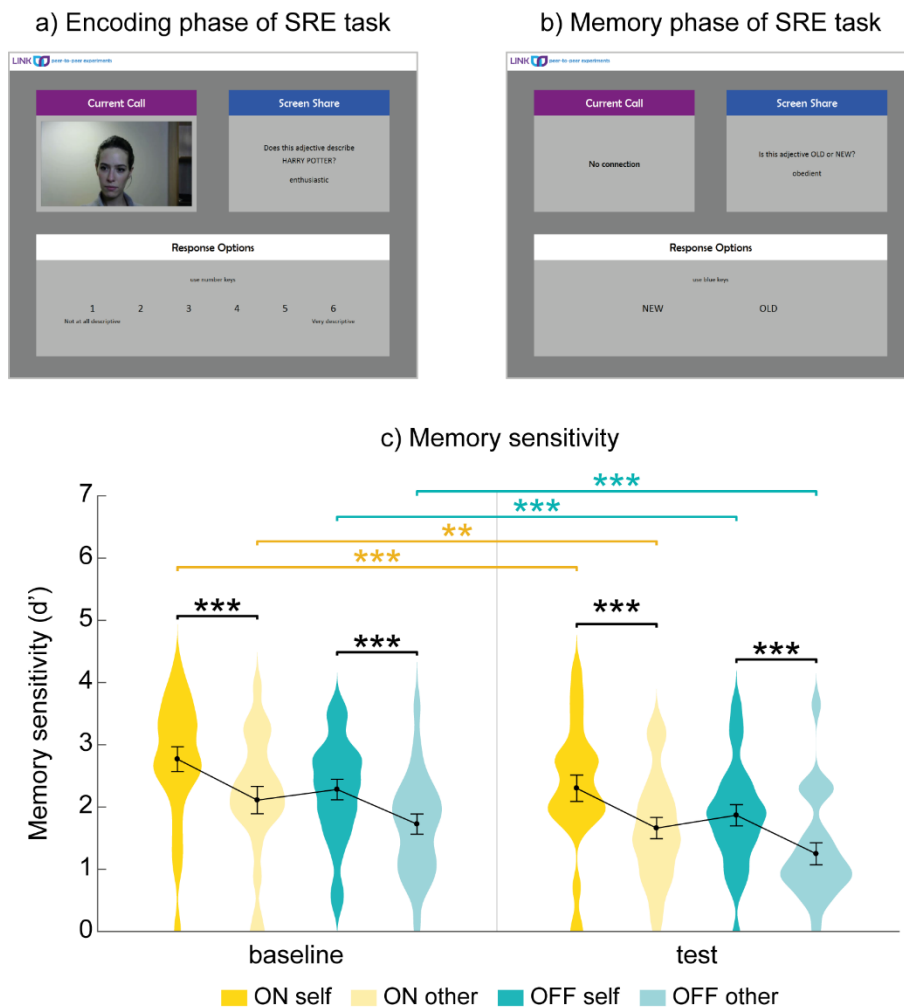 a) Encoding phase of SRE task
b) Memory phase of SRE task
LINK peer-to-peer experiments
Current Call
Screen Share
Does this adjective describe
HARRY POTTER?
enthusiastic
Response Options
use number keys
1 2 3 4 5 6
Not at all descriptive Very descriptive
LINK peer-to-peer experiments
Current Call
Screen Share
No connection
Is this adjective OLD or NEW?
obedient
Response Options
use blue keys
NEW OLD
c) Memory sensitivity
Memory sensitivity (d')
7
6
5
4
3
2
1
0
***
***
**
***
***
***
***
***
baseline test
ON self ON other OFF self OFF other